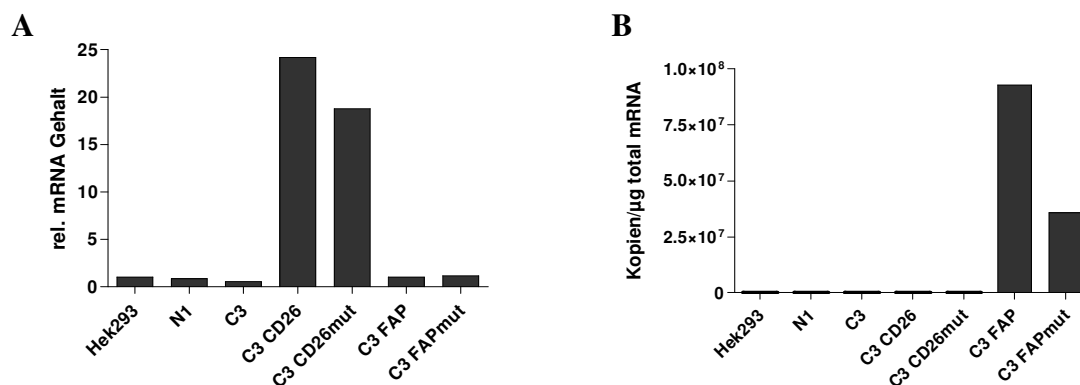 A
rel. mRNA Gehalt
25
20
15
10
5
0
Hek293
N1
C3
C3 CD26
C3 CD26mut
C3 FAP
C3 FAPmut
B
Kopien/µg total mRNA
1.0×10⁸
7.5×10⁷
5.0×10⁷
2.5×10⁷
0
Hek293
N1
C3
C3 CD26
C3 CD26mut
C3 FAP
C3 FAPmut